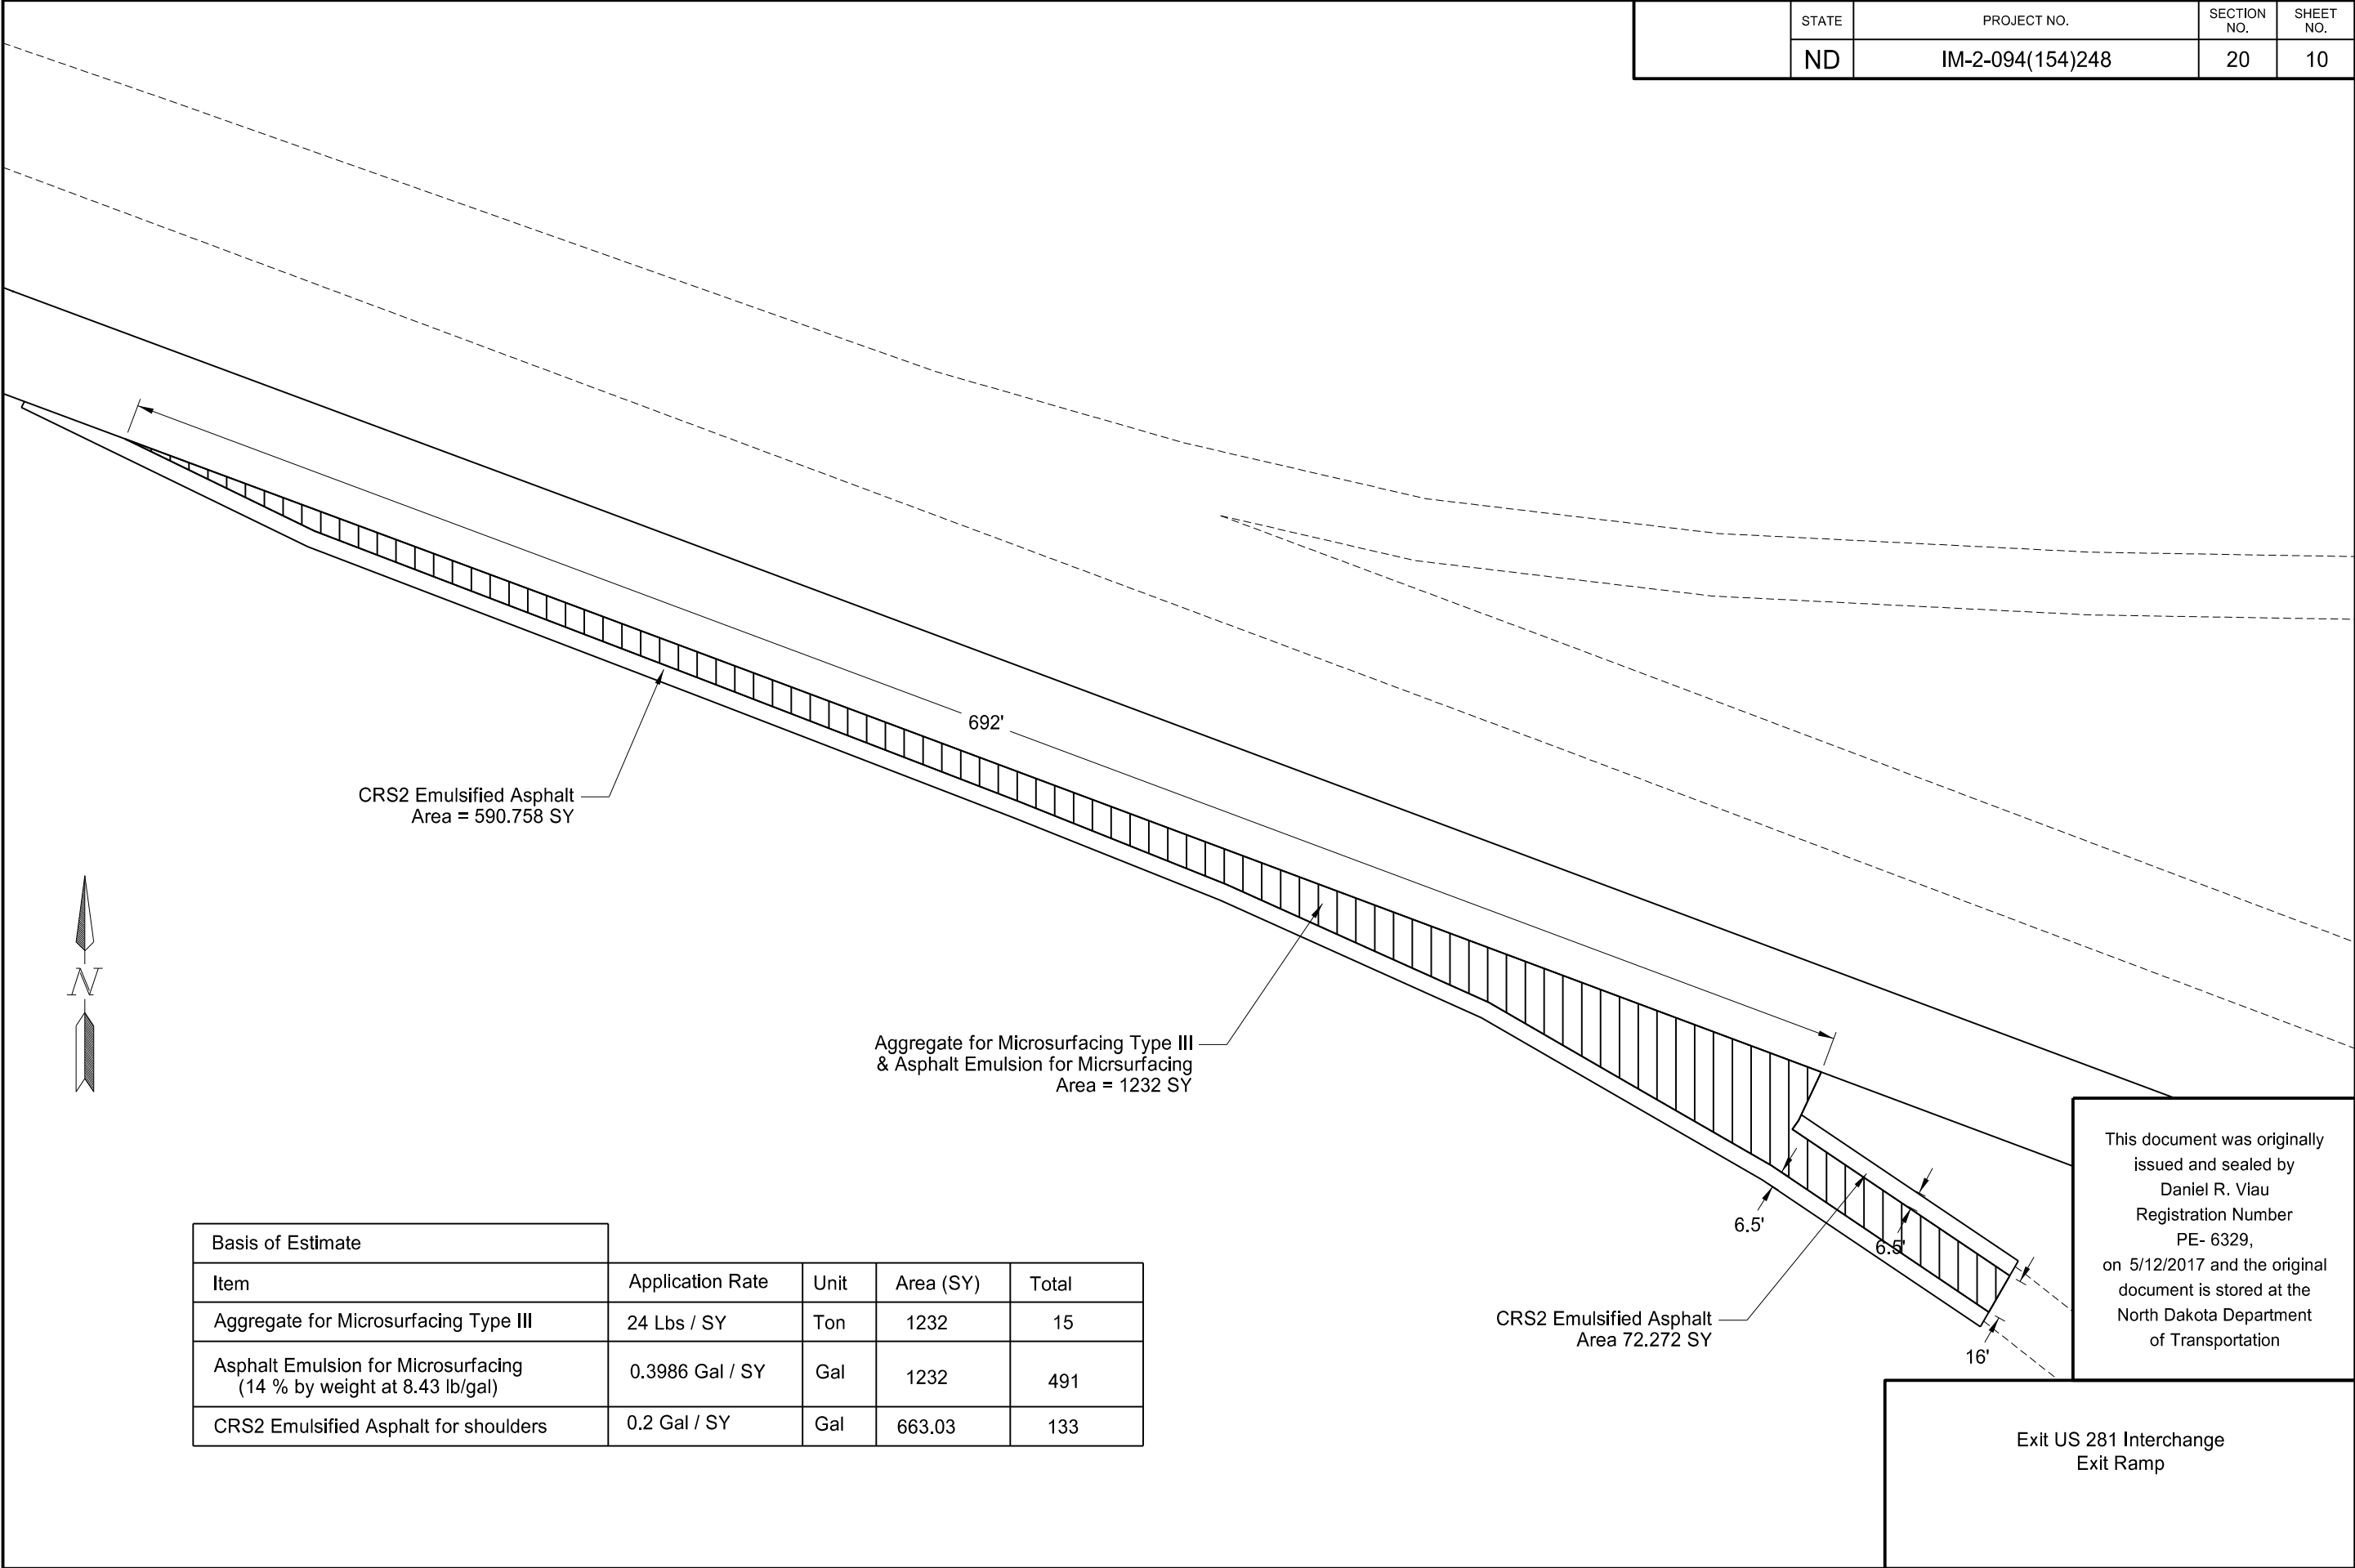 STATE PROJECT NO. SECTION NO. SHEET NO.
ND IM-2-094(154)248 20 10
692'
CRS2 Emulsified Asphalt
Area = 590.758 SY
N
Aggregate for Microsurfacing Type III
& Asphalt Emulsion for Micrsurfacing
Area = 1232 SY
6.5'
6.5'
CRS2 Emulsified Asphalt
Area 72.272 SY
16'
This document was originally
issued and sealed by
Daniel R. Viau
Registration Number
PE- 6329,
on 5/12/2017 and the original
document is stored at the
North Dakota Department
of Transportation
Basis of Estimate
Item Application Rate Unit Area (SY) Total
Aggregate for Microsurfacing Type III 24 Lbs / SY Ton 1232 15
Asphalt Emulsion for Microsurfacing
(14 % by weight at 8.43 lb/gal) 0.3986 Gal / SY Gal 1232 491
CRS2 Emulsified Asphalt for shoulders 0.2 Gal / SY Gal 663.03 133
Exit US 281 Interchange
Exit Ramp